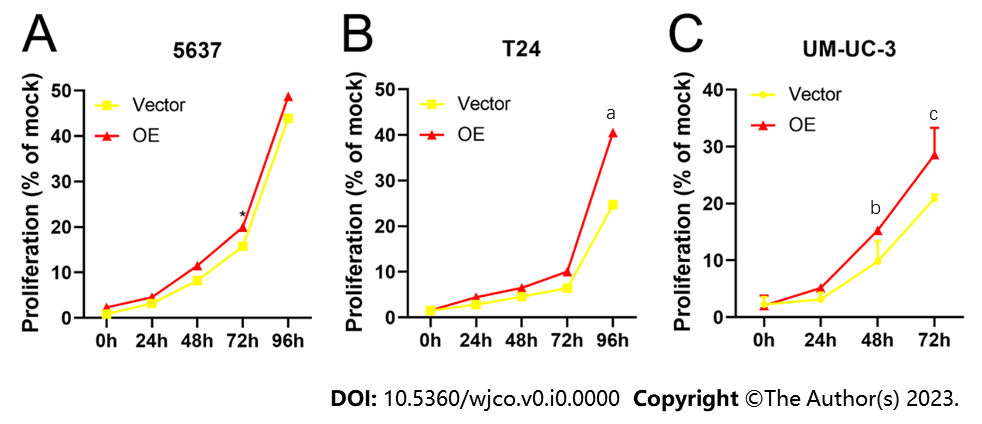 A
5637
Proliferation (% of mock)
50
40
30
20
10
0
Vector
OE
*
0h 24h 48h 72h 96h
B
T24
Proliferation (% of mock)
50
40
30
20
10
0
Vector
OE
a
0h 24h 48h 72h 96h
C
UM-UC-3
Proliferation (% of mock)
40
30
20
10
0
Vector
OE
b
c
0h 24h 48h 72h
DOI: 10.5360/wjco.v0.i0.0000 Copyright ©The Author(s) 2023.